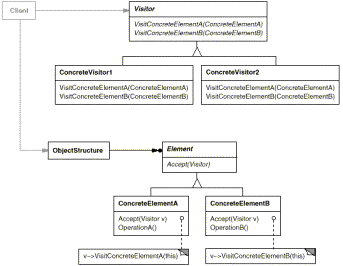 Client
Visitor
VisitConcreteElementA(ConcreteElementA)
VisitConcreteElementB(ConcreteElementB)
ConcreteVisitor1
VisitConcreteElementA(ConcreteElementA)
VisitConcreteElementB(ConcreteElementB)
ConcreteVisitor2
VisitConcreteElementA(ConcreteElementA)
VisitConcreteElementB(ConcreteElementB)
ObjectStructure
Element
Accept(Visitor)
ConcreteElementA
Accept(Visitor v)
OperationA()
ConcreteElementB
Accept(Visitor v)
OperationB()
v->VisitConcreteElementA(this)
v->VisitConcreteElementB(this)